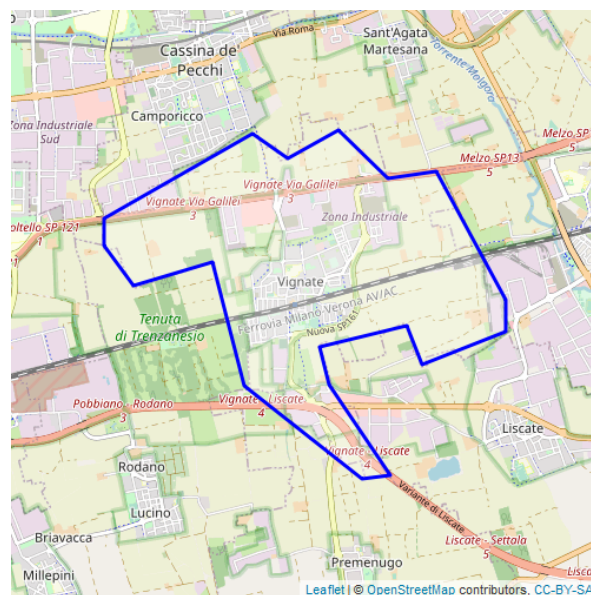 Via Roma
Sant'Agata
Martesana
Cassina de'
Pecchi
Torrente Molgora
Camporicco
Zona Industriale
Sud
Melzo SP13
5
Melzo SP
5
Vignate Via Galilei
3
Vignate Via Galilei
3
Zona Industriale
oltello SP 121
1
Vignate
Ferrovia Milano-Verona AV/AC
Nuova SP161
Tenuta
di Trenzanesio
Pobbiano - Rodano
3
Vignate - Liscate
4
Liscate
Vignate - Liscate
4
Rodano
Variante di Liscate
Lucino
Briavacca
Liscate - Settala
5
Premenugo
Millepini
Lisca
5
Leaflet | © OpenStreetMap contributors, CC-BY-SA